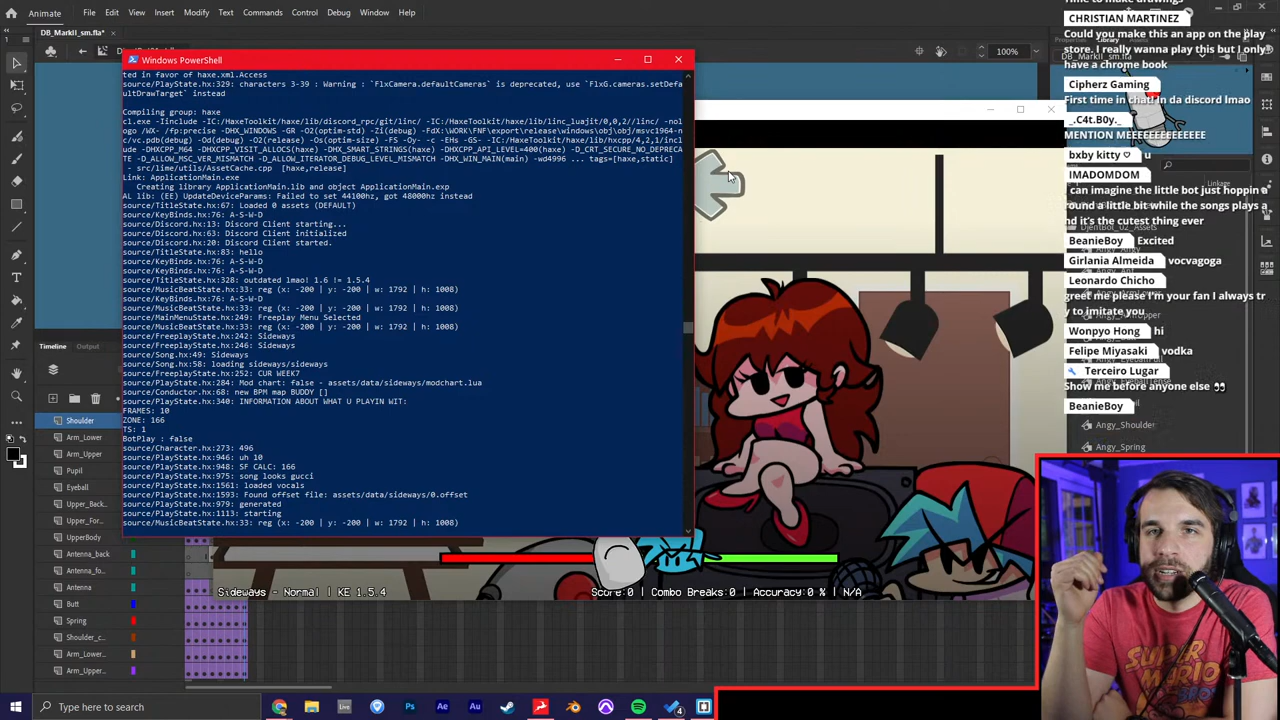 Animate
File
Edit
View
Insert
Modify
Text
Commands
Control
Debug
Window
Help
DB_MarkII_sm.fla*
100%
Windows PowerShell
ted in favor of haxe.xml.Access
source/PlayState.hx:329: characters 3-39 : Warning : `FlxCamera.defaultCameras` is deprecated, use `FlxG.cameras.setDefa
ultDrawTarget` instead
Compiling group: haxe
source/lime/utils/AssetCache.cpp [haxe,release]
Link: ApplicationMain.exe
Creating library ApplicationMain.lib and object ApplicationMain.exp
AL lib: (EE) UpdateDeviceParams: Failed to set 44100hz, got 48000hz instead
source/TitleState.hx:67: Loaded 0 assets (DEFAULT)
source/KeyBinds.hx:76: A-S-W-D
source/Discord.hx:13: Discord Client starting...
source/Discord.hx:63: Discord Client initialized
source/Discord.hx:20: Discord Client started.
source/TitleState.hx:83: hello
source/KeyBinds.hx:76: A-S-W-D
source/KeyBinds.hx:76: A-S-W-D
source/TitleState.hx:328: outdated lmao! 1.6 != 1.5.4
source/MusicBeatState.hx:33: reg (x: -200 | y: -200 | w: 1792 | h: 1008)
source/KeyBinds.hx:76: A-S-W-D
source/MusicBeatState.hx:33: reg (x: -200 | y: -200 | w: 1792 | h: 1008)
source/MainMenuState.hx:249: Freeplay Menu Selected
source/MusicBeatState.hx:33: reg (x: -200 | y: -200 | w: 1792 | h: 1008)
source/FreeplayState.hx:242: Sideways
source/FreeplayState.hx:246: Sideways
source/Song.hx:49: Sideways
source/Song.hx:58: loading sideways/sideways
source/FreeplayState.hx:252: CUR WEEK7
source/PlayState.hx:284: Mod chart: false - assets/data/sideways/modchart.lua
source/Conductor.hx:68: new BPM map BUDDY []
source/PlayState.hx:340: INFORMATION ABOUT WHAT U PLAYIN WIT:
FRAMES: 10
ZONE: 166
TS: 1
BotPlay : false
source/Character.hx:273: 496
source/PlayState.hx:946: uh 10
source/PlayState.hx:948: SF CALC: 166
source/PlayState.hx:975: song looks gucci
source/PlayState.hx:1561: loaded vocals
source/PlayState.hx:1593: Found offset file: assets/data/sideways/0.offset
source/PlayState.hx:979: generated
source/PlayState.hx:1113: starting
source/MusicBeatState.hx:33: reg (x: -200 | y: -200 | w: 1792 | h: 1008)
Timeline
Output
Shoulder
Arm_Lower
Arm_Upper
Pupil
Eyeball
Upper_Back
Upper_For...
UpperBody
Antenna_back
Antenna_fo...
Antenna
Butt
Spring
Shoulder_c...
Arm_Lower...
Arm_Upper...
Sideways - Normal | KE 1.5.4
Score:0 | Combo Breaks:0 | Accuracy:0 % | N/A
Linkage
Angy_Shoulder
Angy_Spring
time to make drawings
CHRISTIAN MARTINEZ
Could you make this an app on the play
store. I really wanna play this but I only
have a chrome book
Cipherz Gaming
First time in chat! in da discord lmao
_.C4t.B0y._
MENTION MEEEEEEEEEEEEE
bxby kitty ♡ u
IMADOMDOM
I can imagine the little bot just hoppin
around while the songs plays a
nd it's the cutest thing ever
BeanieBoy Excited
Girlania Almeida vocvagoga
Leonardo Chicho
greet me please I'm your fan I always tr
y to imitate you
Wonpyo Hong hi
Felipe Miyasaki vodka
Terceiro Lugar
Show me before anyone else 👀
BeanieBoy
SUPER
MARIO
BROS
Type here to search